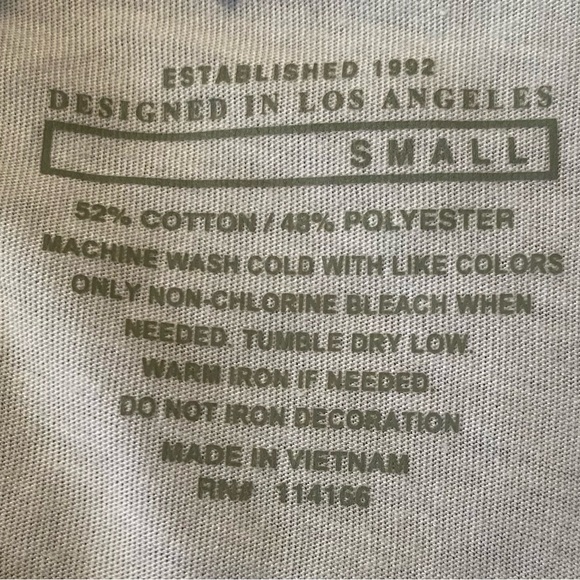 ESTABLISHED 1992
DESIGNED IN LOS ANGELES
SMALL
52% COTTON / 48% POLYESTER
MACHINE WASH COLD WITH LIKE COLORS
ONLY NON-CHLORINE BLEACH WHEN
NEEDED. TUMBLE DRY LOW.
WARM IRON IF NEEDED.
DO NOT IRON DECORATION
MADE IN VIETNAM
RN# 114166